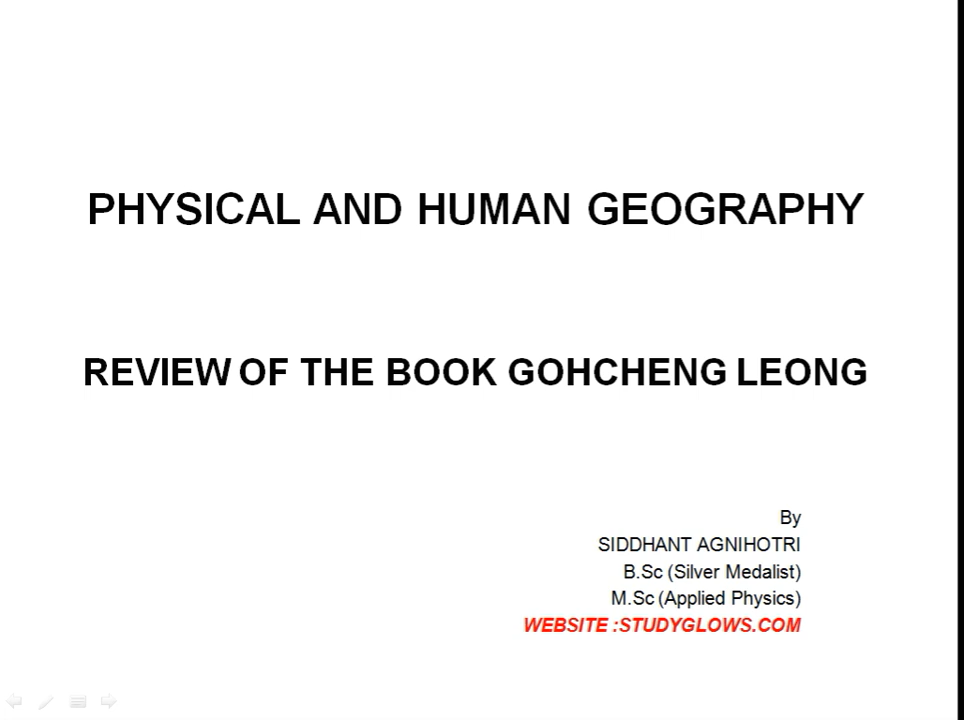 PHYSICAL AND HUMAN GEOGRAPHY
REVIEW OF THE BOOK GOHCHENG LEONG
By
SIDDHANT AGNIHOTRI
B.Sc (Silver Medalist)
M.Sc (Applied Physics)
WEBSITE :STUDYGLOWS.COM